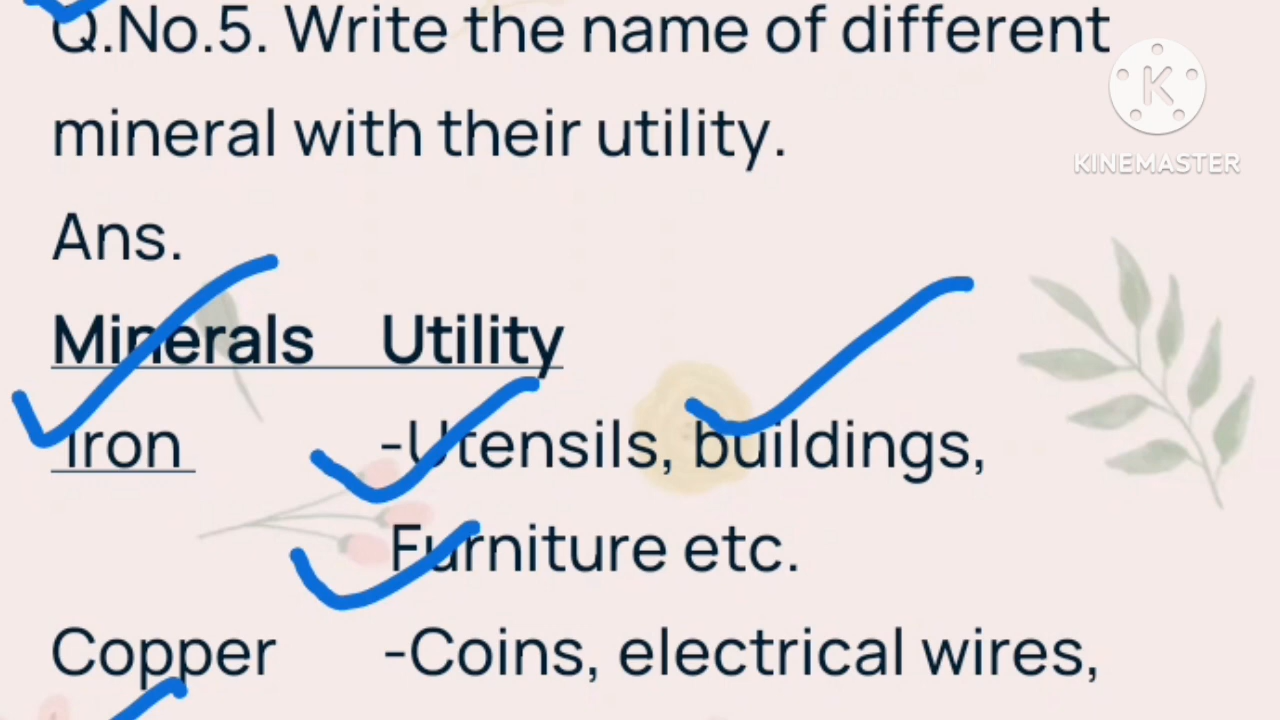 Q.No.5. Write the name of different
mineral with their utility.
Ans.
Minerals Utility
Iron -Utensils, buildings,
Furniture etc.
Copper -Coins, electrical wires,
K
KINEMASTER